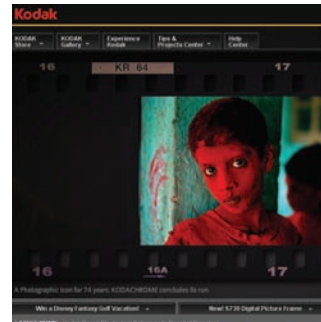 Kodak
KODAK Store
KODAK Gallery
Experience Kodak
Tips & Projects Center
Help Center
16
KR 64
17
16
16A
17
A Photographic icon for 74 years, KODACHROME concludes its run.
Win a Disney Fantasy Golf Vacation!
New! S730 Digital Picture Frame